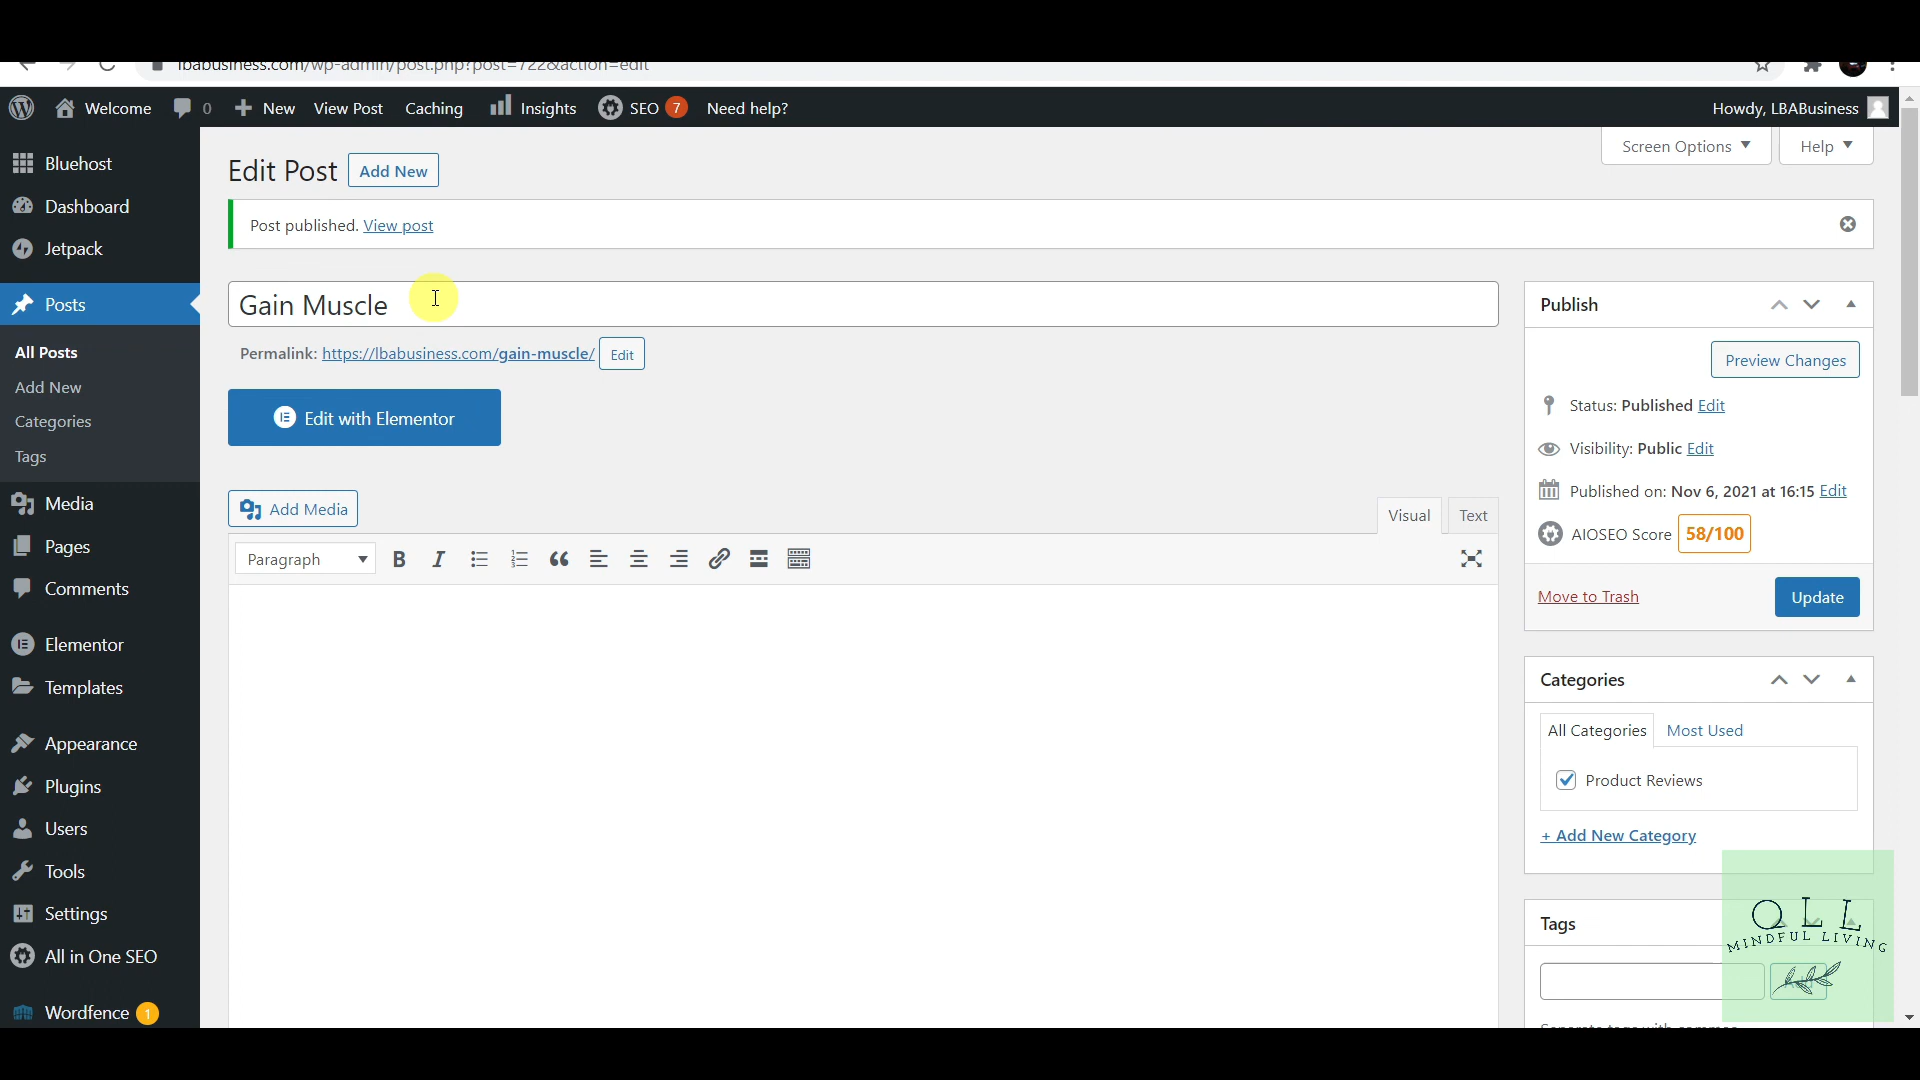 lbabusiness.com/wp-admin/post.php?post=722&action=edit
Welcome 0 New View Post Caching Insights SEO 7 Need help? Howdy, LBABusiness
Screen Options Help
Bluehost
Dashboard
Jetpack
Posts
All Posts
Add New
Categories
Tags
Media
Pages
Comments
Elementor
Templates
Appearance
Plugins
Users
Tools
Settings
All in One SEO
Wordfence 1
Edit Post Add New
Post published. View post
Gain Muscle
Permalink: https://lbabusiness.com/gain-muscle/ Edit
Edit with Elementor
Add Media
Visual Text
Paragraph
Publish
Preview Changes
Status: Published Edit
Visibility: Public Edit
Published on: Nov 6, 2021 at 16:15 Edit
AIOSEO Score 58/100
Move to Trash Update
Categories
All Categories Most Used
Product Reviews
+ Add New Category
Tags
OLL
MINDFUL LIVING